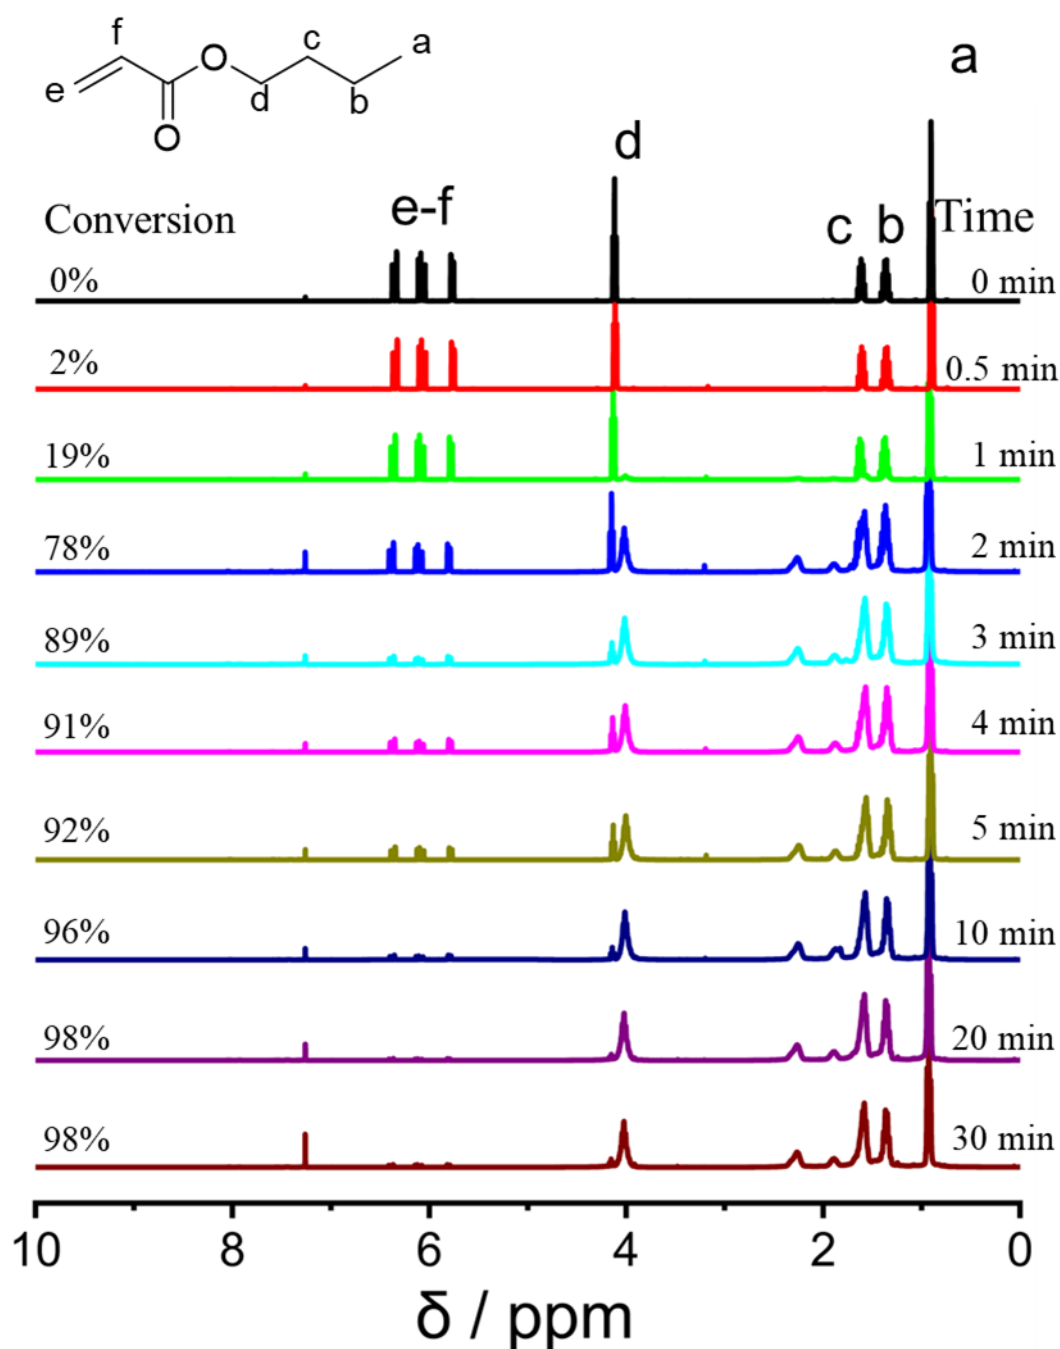 f
c
a
O
e
d
b
O
a
d
e-f
Conversion
c
b
Time
0%
0 min
2%
0.5 min
19%
1 min
78%
2 min
89%
3 min
91%
4 min
92%
5 min
96%
10 min
98%
20 min
98%
30 min
10 8 6 4 2 0
δ / ppm